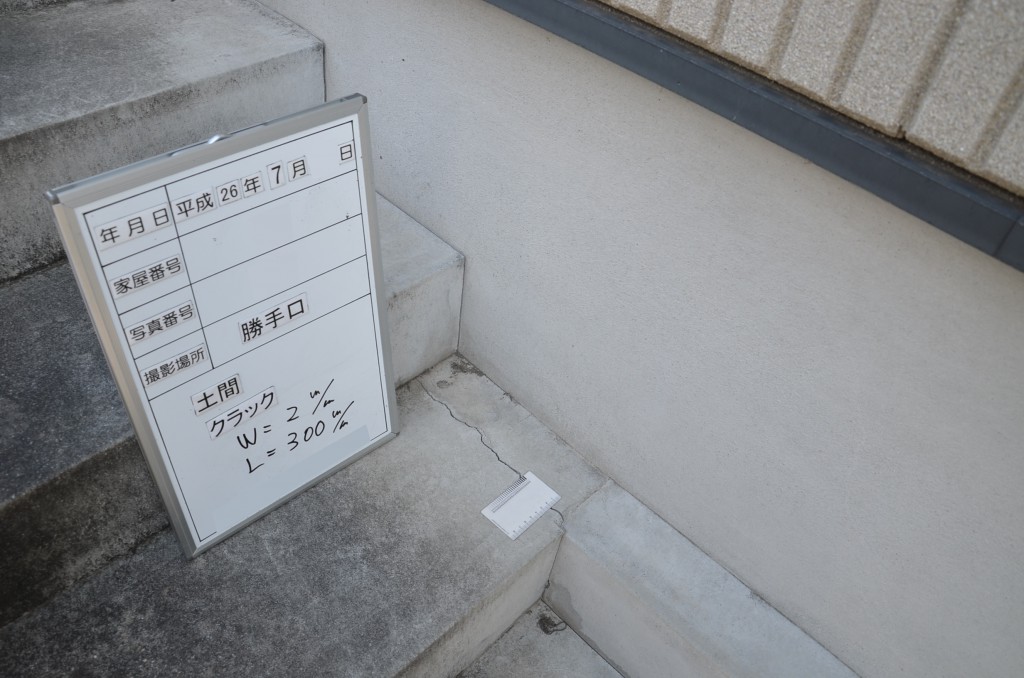 年月日 平成26年7月 日
家屋番号
写真番号
撮影場所 勝手口
土間
クラック
W= 2 m/m
L= 300 m/m